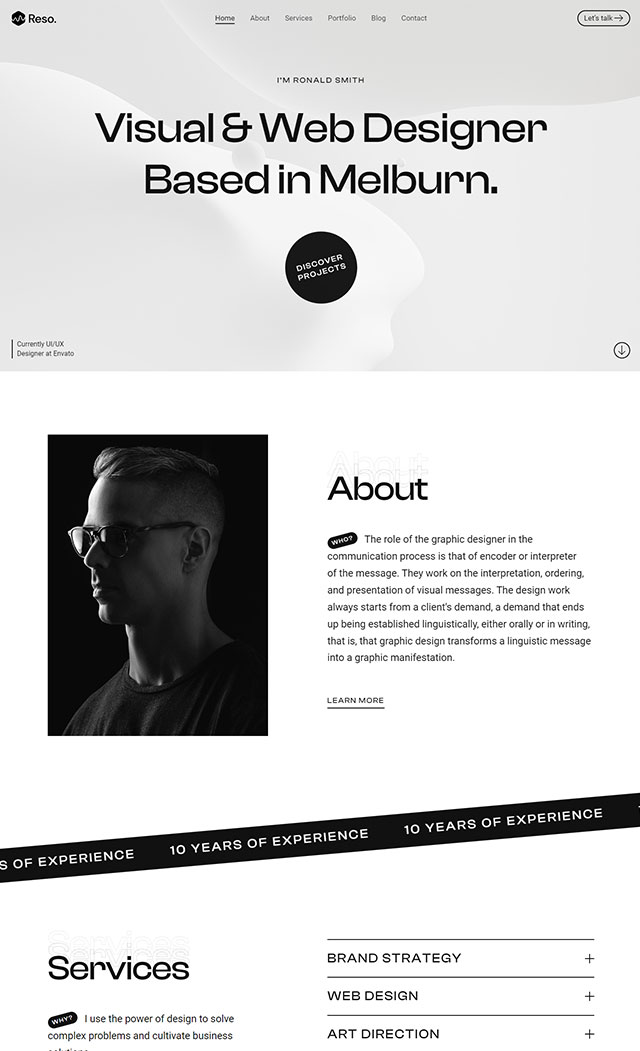 Reso.
Home About Services Portfolio Blog Contact
Let's talk
I'M RONALD SMITH
Visual & Web Designer
Based in Melburn.
DISCOVER
PROJECTS
Currently UI/UX
Designer at Envato
About
About
WHO? The role of the graphic designer in the
communication process is that of encoder or interpreter
of the message. They work on the interpretation, ordering,
and presentation of visual messages. The design work
always starts from a client's demand, a demand that ends
up being established linguistically, either orally or in writing,
that is, that graphic design transforms a linguistic message
into a graphic manifestation.
LEARN MORE
S OF EXPERIENCE 10 YEARS OF EXPERIENCE 10 YEARS OF EXPERIENCE
Services
Services
WHY? I use the power of design to solve
complex problems and cultivate business
BRAND STRATEGY
WEB DESIGN
ART DIRECTION